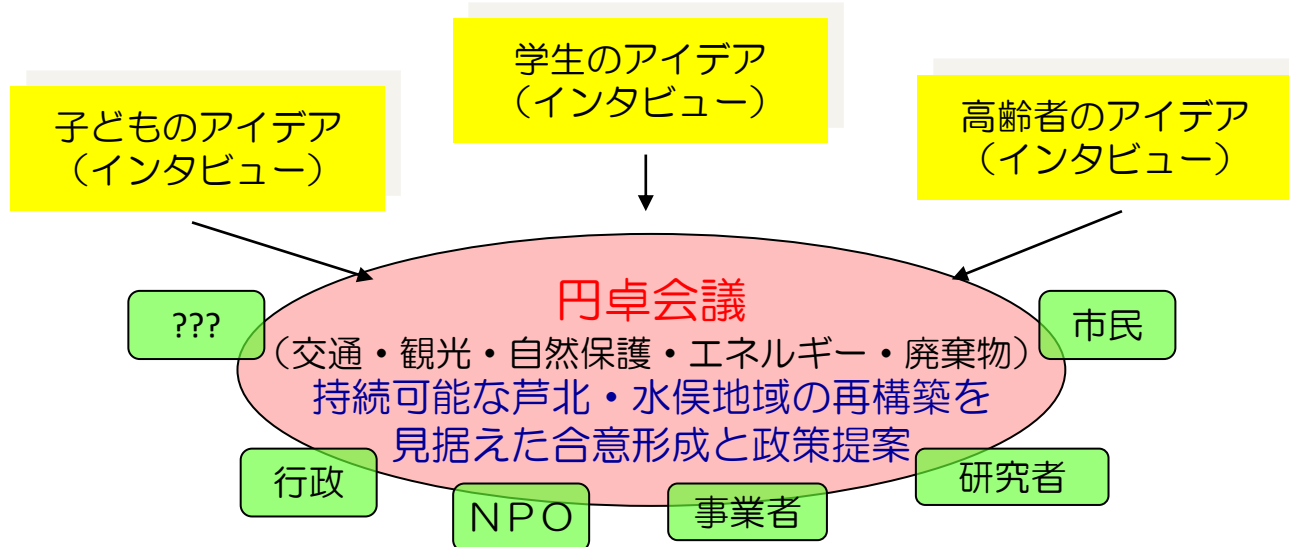 学生のアイデア
（インタビュー）
子どものアイデア
（インタビュー）
高齢者のアイデア
（インタビュー）
円卓会議
???
市民
（交通・観光・自然保護・エネルギー・廃棄物）
持続可能な芦北・水俣地域の再構築を
見据えた合意形成と政策提案
行政
ＮＰＯ
事業者
研究者